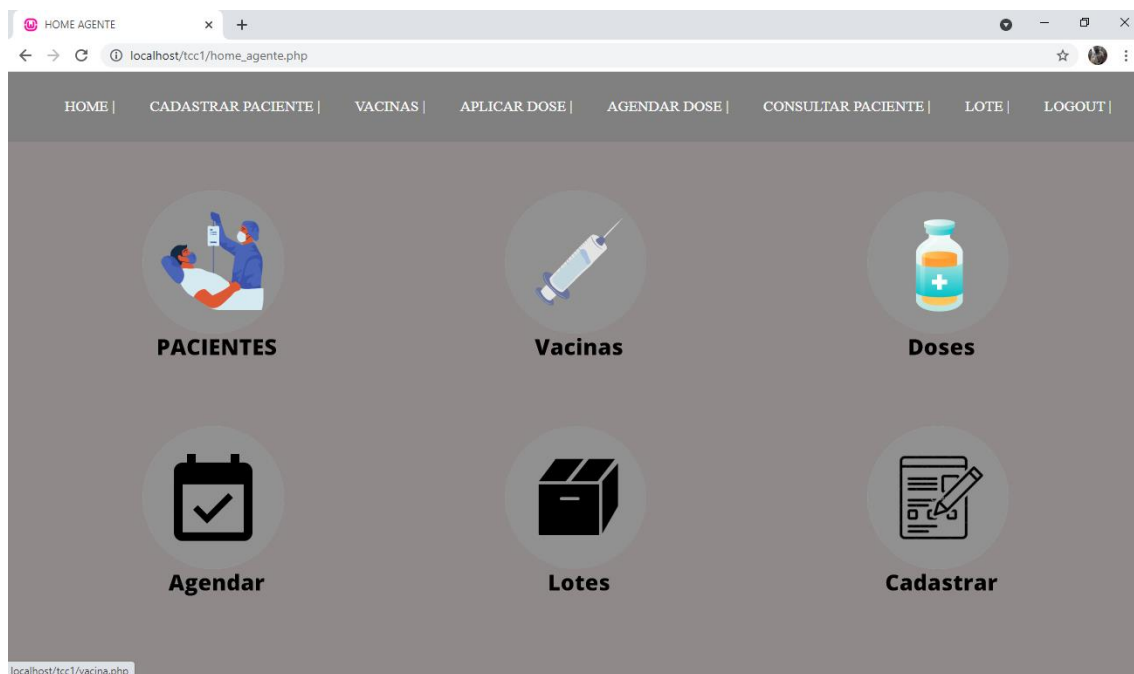 HOME AGENTE
localhost/tcc1/home_agente.php
HOME | CADASTRAR PACIENTE | VACINAS | APLICAR DOSE | AGENDAR DOSE | CONSULTAR PACIENTE | LOTE | LOGOUT |
PACIENTES Vacinas Doses
Agendar Lotes Cadastrar
localhost/tcc1/vacina.php